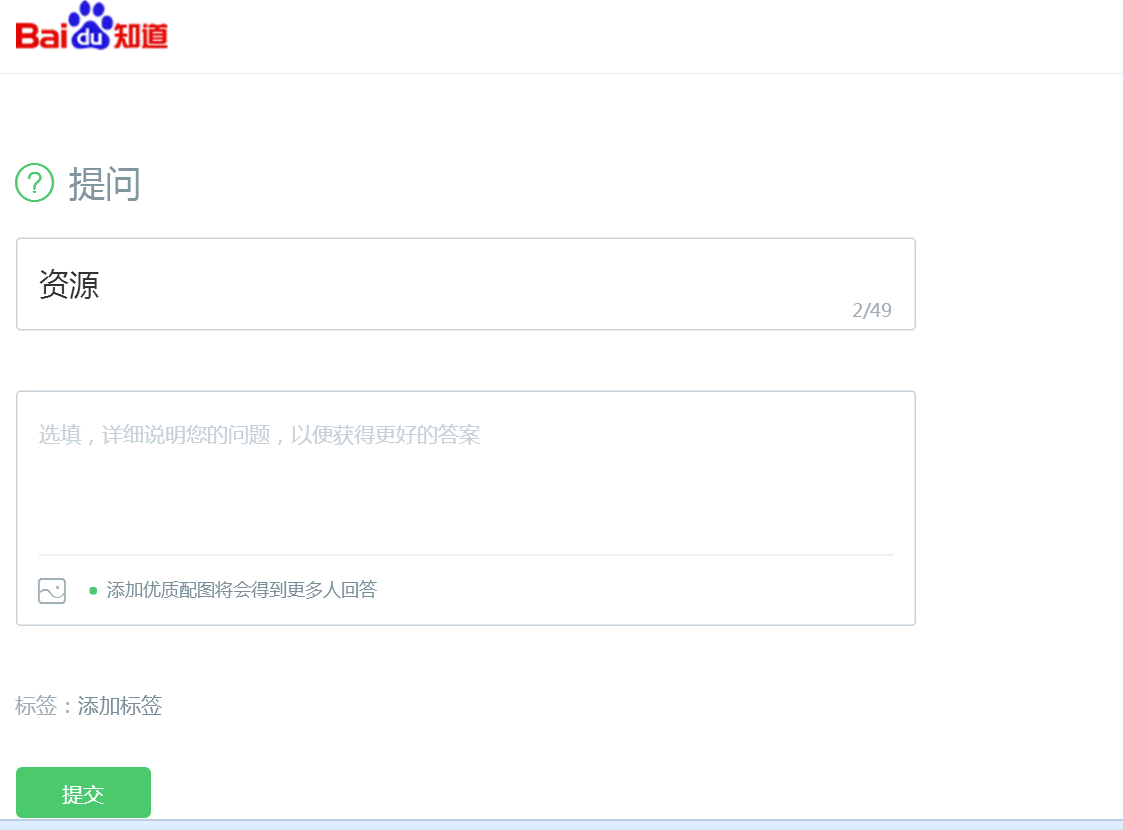 Baidu知道
? 提问
资源
2/49
选填，详细说明您的问题，以便获得更好的答案
添加优质配图将会得到更多人回答
标签：添加标签
提交